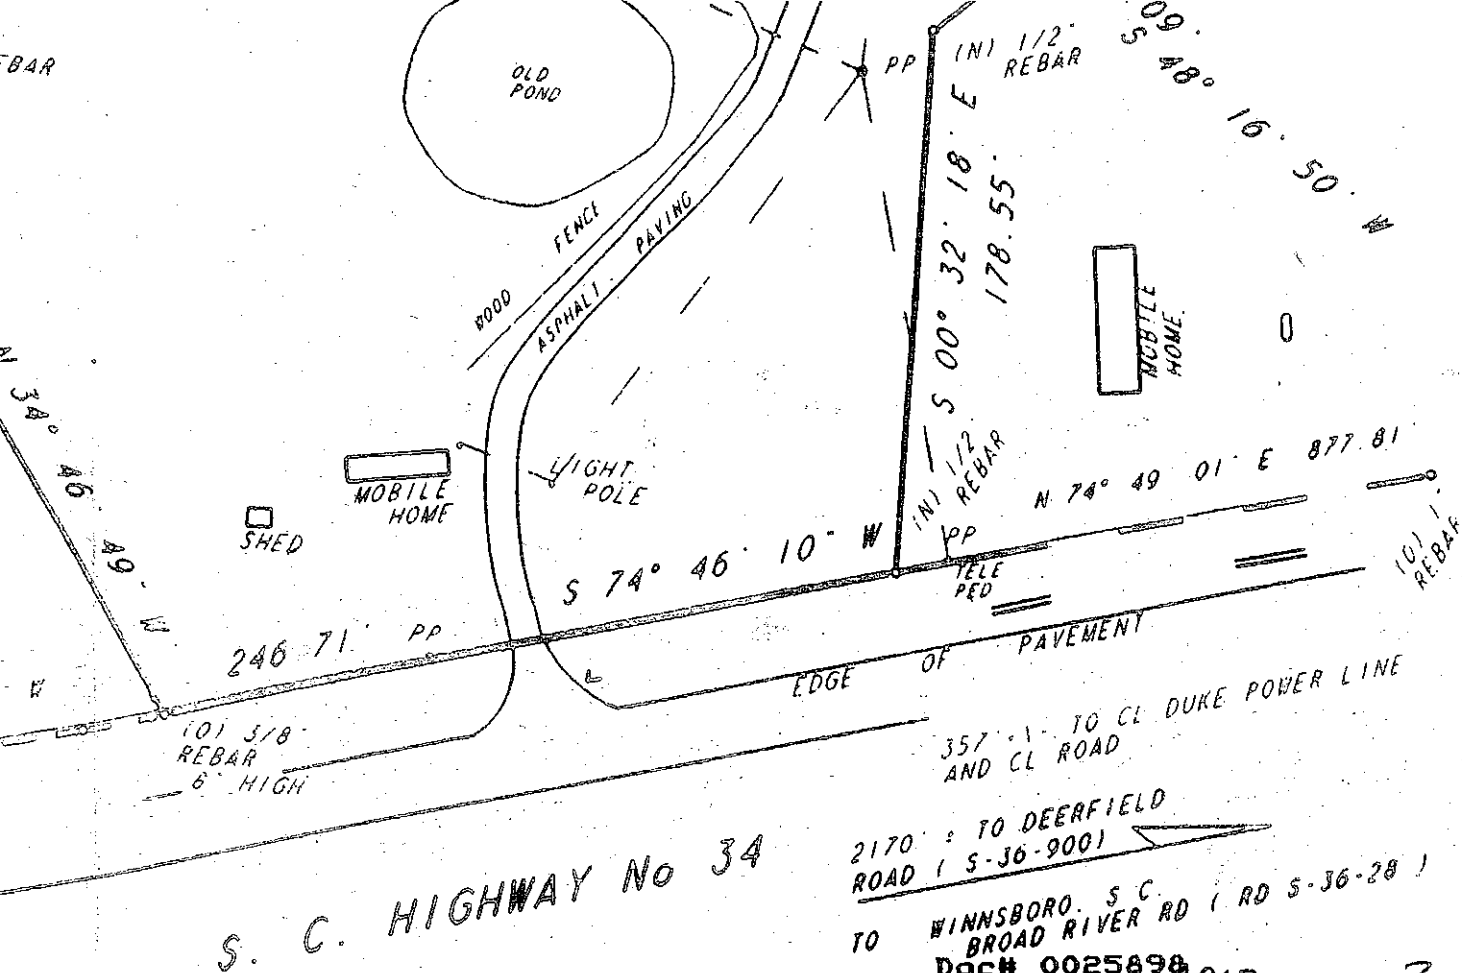 REBAR
OLD
POND
PP
(N) 1/2"
REBAR
09'
S 48° 16' 50" W
WOOD FENCE
ASPHALT PAVING
S 00° 32' 18" E
178.55'
MOBILE
HOME
N 34° 46' 49" W
MOBILE
HOME
SHED
LIGHT
POLE
(N) 1/2"
REBAR
N 74° 49' 01" E 877.81'
(O) 1"
REBAR
S 74° 46' 10" W
246.71'
PP
PP
TELE
PED
W
EDGE OF PAVEMENT
(O) 5/8"
REBAR
6" HIGH
357' TO CL DUKE POWER LINE
AND CL ROAD
2170' ± TO DEERFIELD
ROAD ( S-36-900)
S. C. HIGHWAY No 34
TO WINNSBORO, S C.
BROAD RIVER RD ( RD S-36-28 )
Doc# 0025898